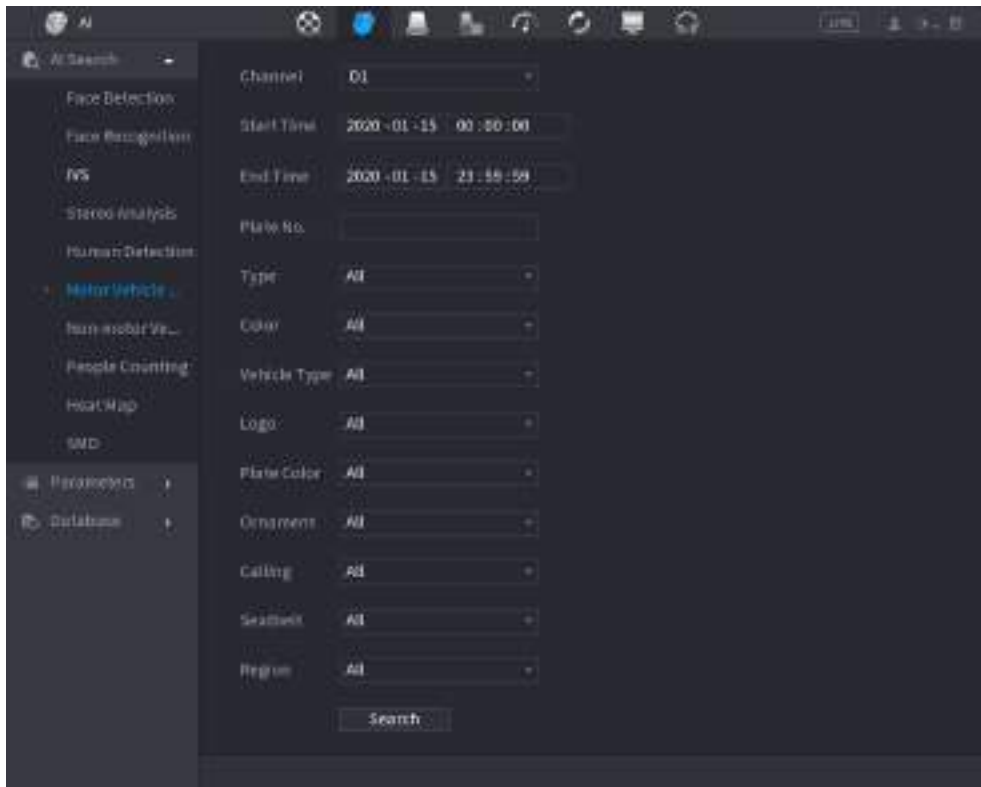 AI
LIVE
AI Search
Face Detection
Face Recognition
IVS
Stereo Analysis
Human Detection
Motor Vehicle ...
Non-motor Ve...
People Counting
Heat Map
SMD
Parameters
Database
Channel D1
Start Time 2020 -01 -15 00 : 00 : 00
End Time 2020 -01 -15 23 : 59 : 59
Plate No.
Type All
Color All
Vehicle Type All
Logo All
Plate Color All
Ornament All
Calling All
Seatbelt All
Region All
Search